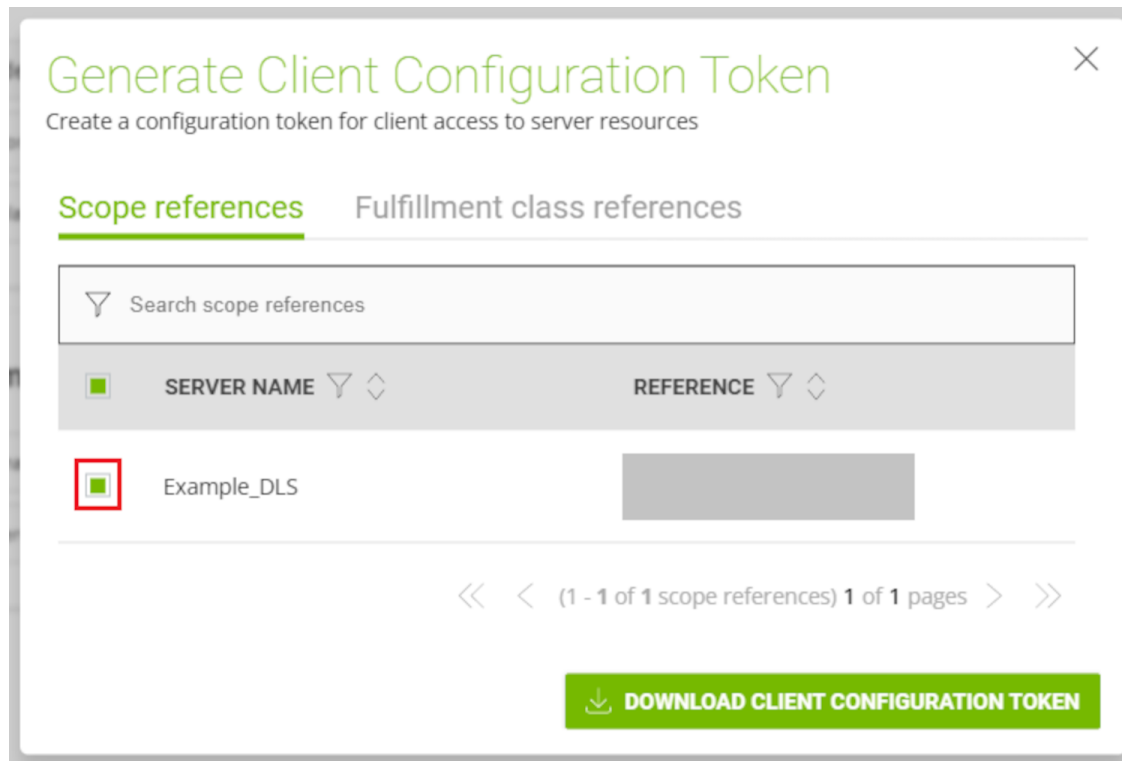 Generate Client Configuration Token
Create a configuration token for client access to server resources
Scope references Fulfillment class references
Search scope references
SERVER NAME REFERENCE
Example_DLS
(1 - 1 of 1 scope references) 1 of 1 pages
DOWNLOAD CLIENT CONFIGURATION TOKEN